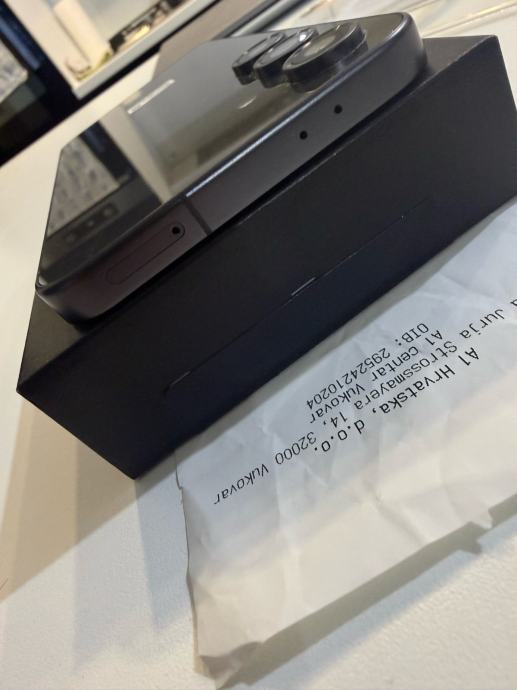 A1 Hrvatska, d.o.o.
Jurja Strossmayera 14, 32000 Vukovar
A1 centar Vukovar
OIB: 29524210204